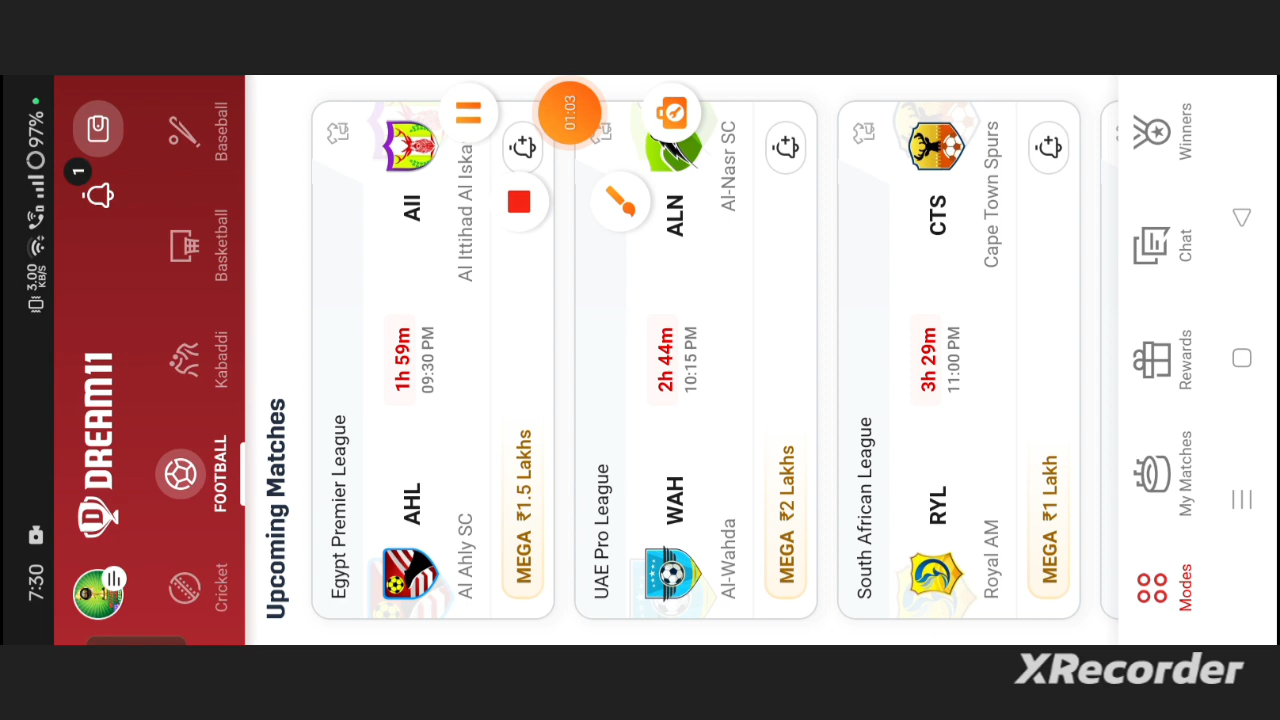 7:30
3.00 KB/S
97%
DREAM11
1
Cricket
FOOTBALL
Kabaddi
Basketball
Baseball
Upcoming Matches
Egypt Premier League
AHL
1h 59m
AII
09:30 PM
Al Ahly SC
Al Ittihad Al Iska
MEGA ₹1.5 Lakhs
01:03
UAE Pro League
WAH
2h 44m
ALN
10:15 PM
Al-Wahda
Al-Nasr SC
MEGA ₹2 Lakhs
South African League
RYL
3h 29m
CTS
11:00 PM
Royal AM
Cape Town Spurs
MEGA ₹1 Lakh
Modes
My Matches
Rewards
Chat
Winners
XRecorder